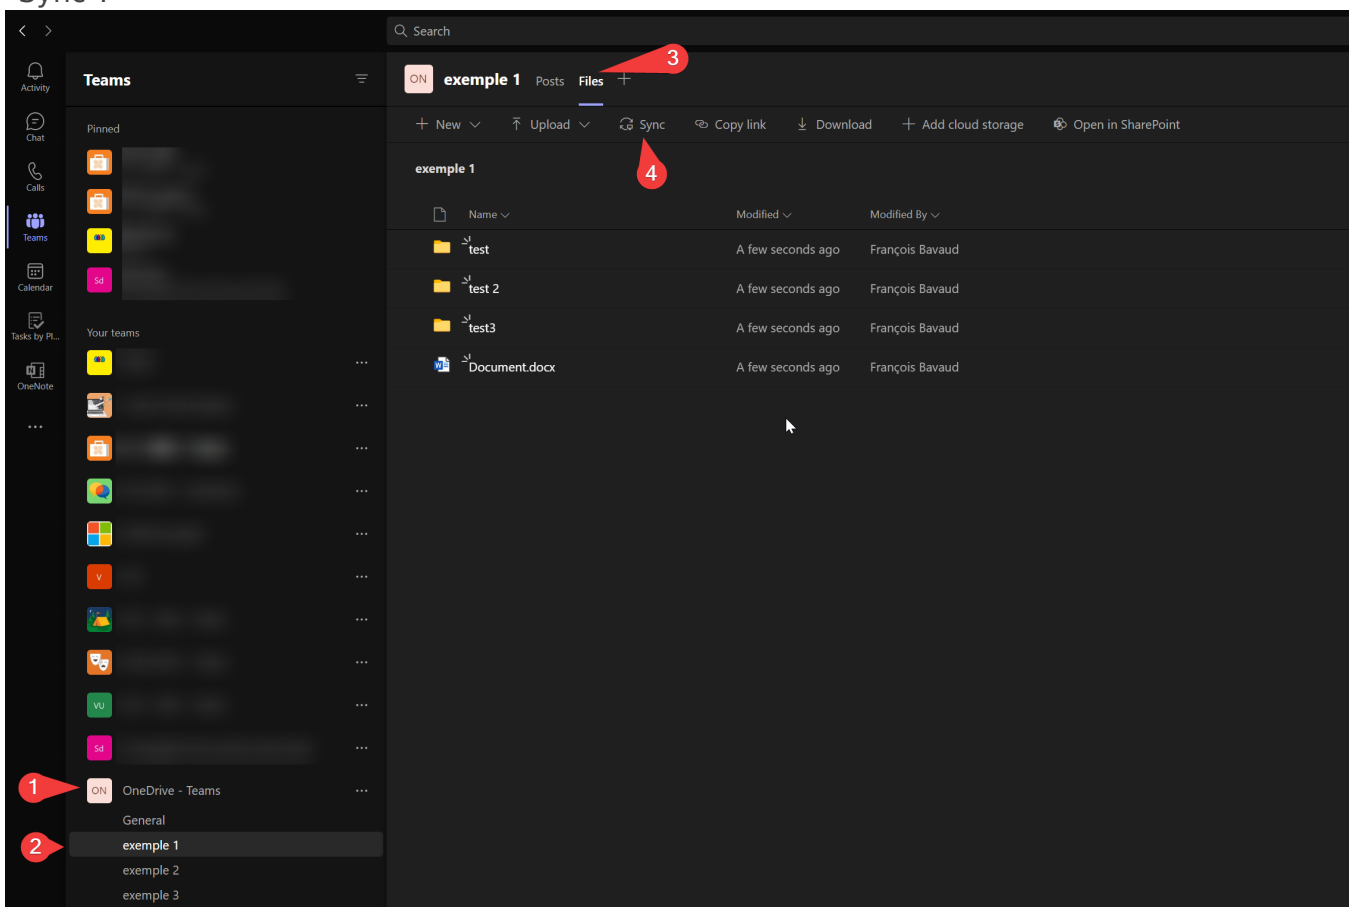 Search
3
Activity
Teams
ON exemple 1 Posts Files
New Upload Sync Copy link Download Add cloud storage Open in SharePoint
Chat
Pinned
exemple 1
4
Calls
Name Modified Modified By
Teams
test A few seconds ago François Bavaud
Sd
Calendar
test 2 A few seconds ago François Bavaud
Tasks by Pl...
Your teams
test3 A few seconds ago François Bavaud
Document.docx A few seconds ago François Bavaud
OneNote
V
VU
Sd
1
ON OneDrive - Teams
General
2
exemple 1
exemple 2
exemple 3